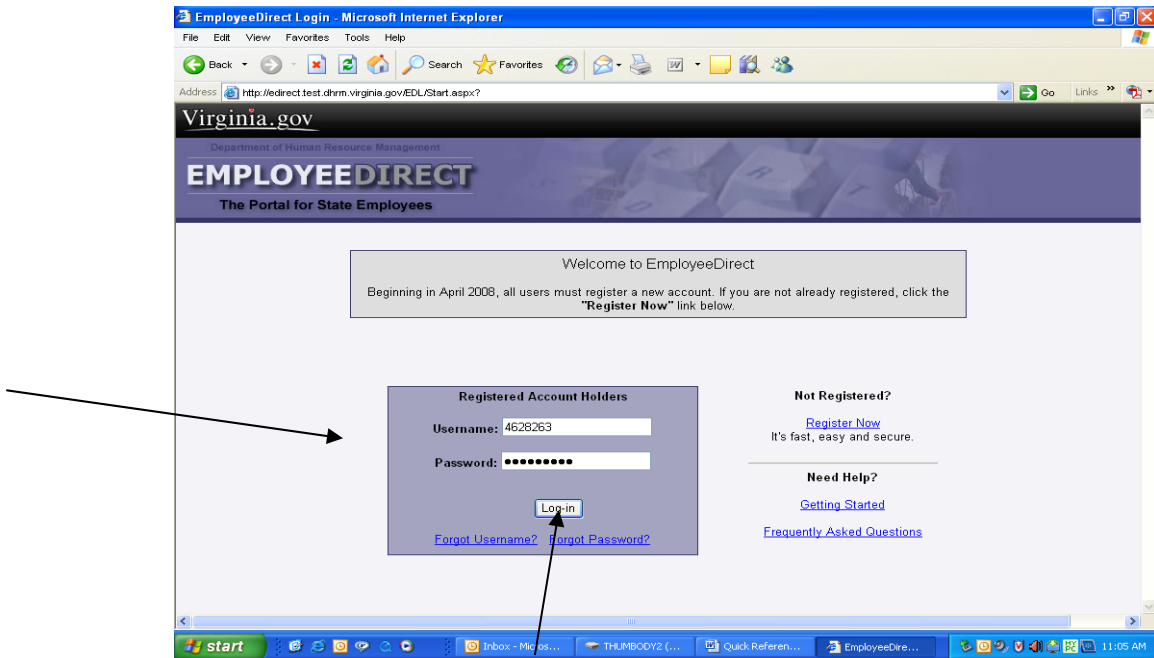 EmployeeDirect Login - Microsoft Internet Explorer
File Edit View Favorites Tools Help
Back Search Favorites
Address http://edirect.test.dhrm.virginia.gov/EDL/Start.aspx? Go Links »
Virginia.gov
Department of Human Resource Management
EMPLOYEEDIRECT
The Portal for State Employees
Welcome to EmployeeDirect
Beginning in April 2008, all users must register a new account. If you are not already registered, click the
"Register Now" link below.
Registered Account Holders
Username: 4628263
Password: •••••••••
Log-in
Forgot Username? Forgot Password?
Not Registered?
Register Now
It's fast, easy and secure.
Need Help?
Getting Started
Frequently Asked Questions
start Inbox - Micros... THUMBODY2 (... Quick Referen... EmployeeDire... 11:05 AM